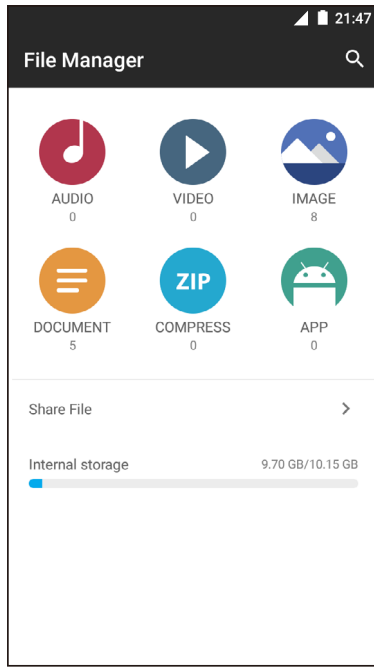 21:47
File Manager
AUDIO
0
VIDEO
0
IMAGE
8
DOCUMENT
5
ZIP
COMPRESS
0
APP
0
Share File
Internal storage
9.70 GB/10.15 GB